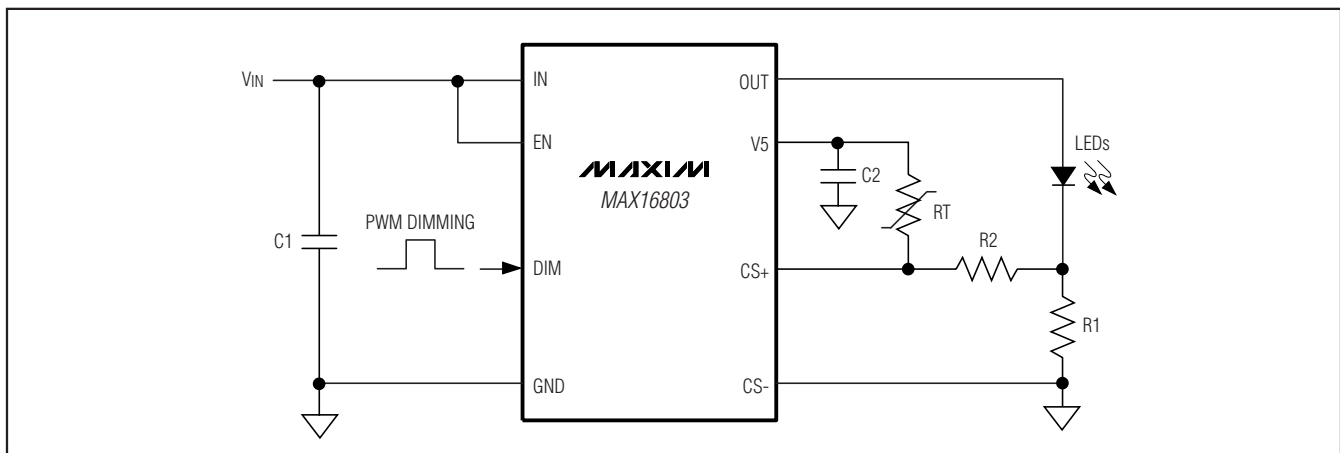 VIN
IN
OUT
EN
V5
LEDs
MAXIM
MAX16803
C2
RT
PWM DIMMING
C1
R2
DIM
CS+
R1
GND
CS-